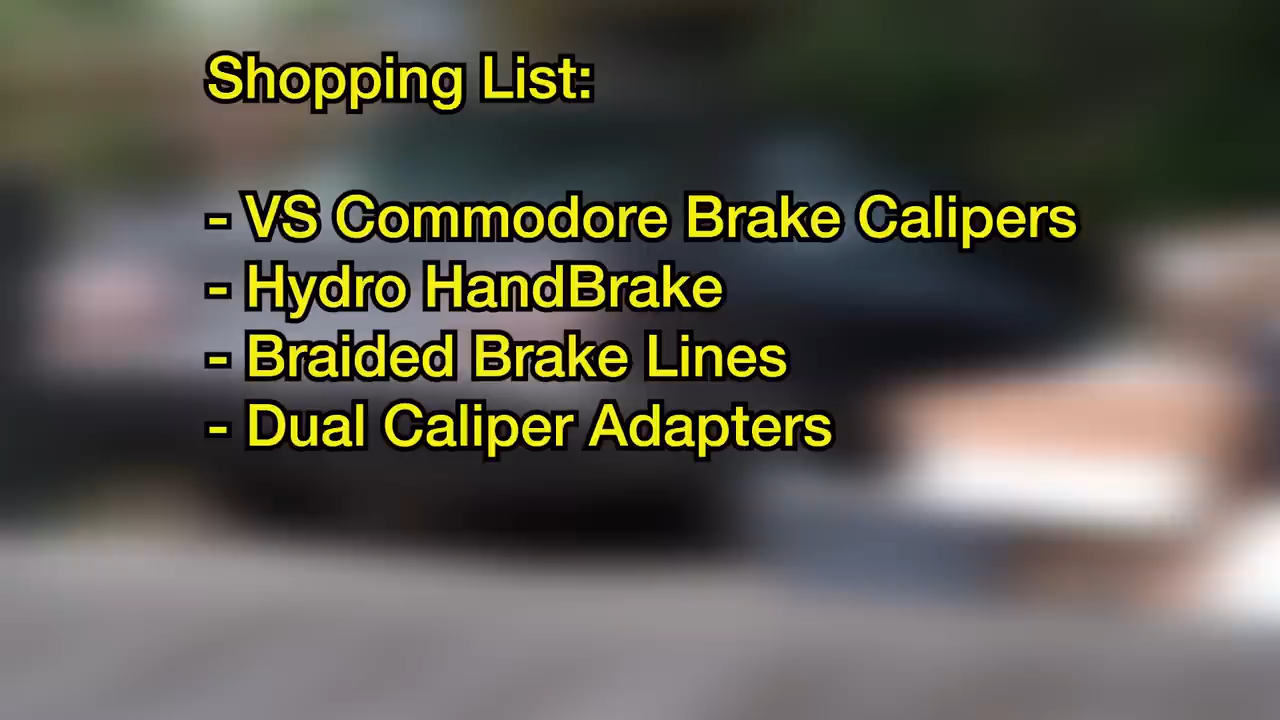 Shopping List:
- VS Commodore Brake Calipers
- Hydro HandBrake
- Braided Brake Lines
- Dual Caliper Adapters